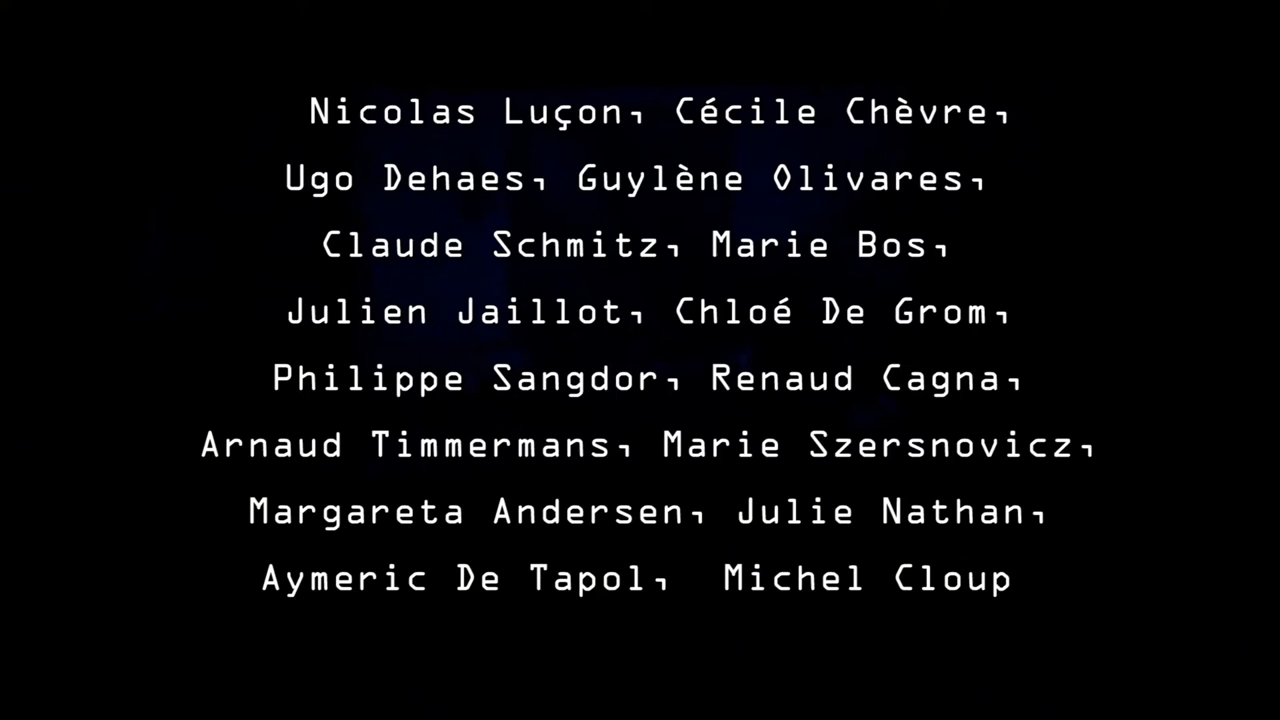 Nicolas Luçon, Cécile Chèvre,
Ugo Dehaes, Guylène Olivares,
Claude Schmitz, Marie Bos,
Julien Jaillot, Chloé De Grom,
Philippe Sangdor, Renaud Cagna,
Arnaud Timmermans, Marie Szersnovicz,
Margareta Andersen, Julie Nathan,
Aymeric De Tapol, Michel Cloup